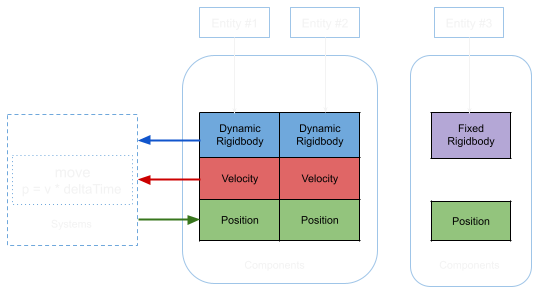 Entity #1
Entity #2
Entity #3
Dynamic
Rigidbody
Dynamic
Rigidbody
Fixed
Rigidbody
move
p = v * deltaTime
Velocity
Velocity
Systems
Position
Position
Position
Components
Components